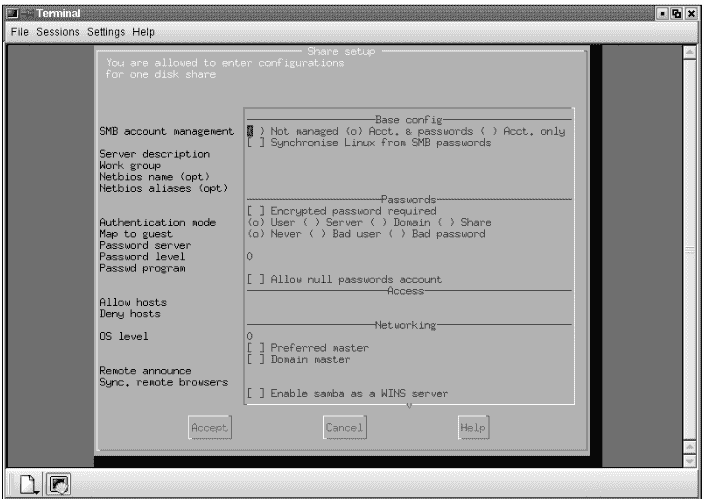 Terminal
File Sessions Settings Help
Share setup
You are allowed to enter configurations
for one disk share
Base config
SMB account management ( ) Not managed (o) Acct. & passwords ( ) Acct. only
[ ] Synchronise Linux from SMB passwords
Server description
Work group
Netbios name (opt)
Netbios aliases (opt)
Passwords
[ ] Encrypted password required
Authentication mode (o) User ( ) Server ( ) Domain ( ) Share
Map to guest (o) Never ( ) Bad user ( ) Bad password
Password server
Password level 0
Passwd program
[ ] Allow null passwords account
Access
Allow hosts
Deny hosts
Networking
OS level 0
[ ] Preferred master
[ ] Domain master
Remote announce
Sync. remote browsers
[ ] Enable samba as a WINS server
v
Accept Cancel Help